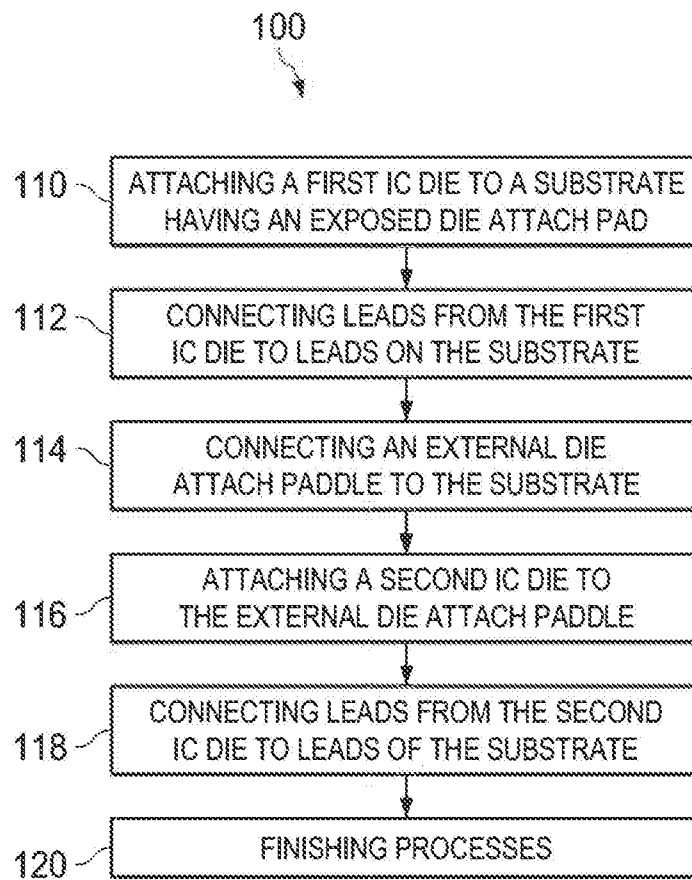 100
110
ATTACHING A FIRST IC DIE TO A SUBSTRATE
HAVING AN EXPOSED DIE ATTACH PAD
112
CONNECTING LEADS FROM THE FIRST
IC DIE TO LEADS ON THE SUBSTRATE
114
CONNECTING AN EXTERNAL DIE
ATTACH PADDLE TO THE SUBSTRATE
116
ATTACHING A SECOND IC DIE TO
THE EXTERNAL DIE ATTACH PADDLE
118
CONNECTING LEADS FROM THE SECOND
IC DIE TO LEADS OF THE SUBSTRATE
120
FINISHING PROCESSES